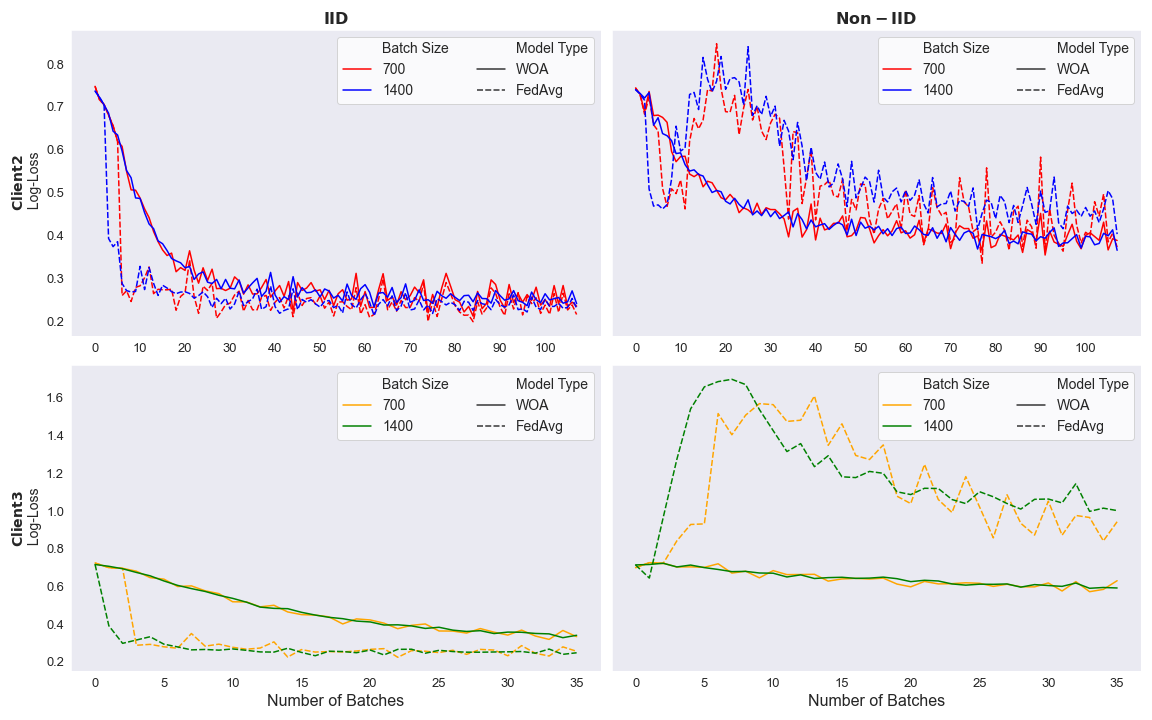 IID
Non − IID
Client2
Log-Loss
0.8
0.7
0.6
0.5
0.4
0.3
0.2
Batch Size
700
1400
Model Type
WOA
FedAvg
0 10 20 30 40 50 60 70 80 90 100
Batch Size
700
1400
Model Type
WOA
FedAvg
0 10 20 30 40 50 60 70 80 90 100
Client3
Log-Loss
1.6
1.4
1.2
1.0
0.8
0.6
0.4
0.2
Batch Size
700
1400
Model Type
WOA
FedAvg
0 5 10 15 20 25 30 35
Number of Batches
Batch Size
700
1400
Model Type
WOA
FedAvg
0 5 10 15 20 25 30 35
Number of Batches